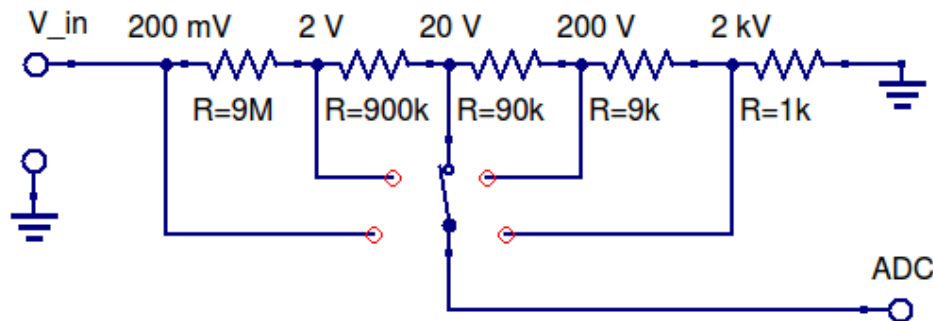 V_in 200 mV 2 V 20 V 200 V 2 kV
R=9M R=900k R=90k R=9k R=1k
ADC